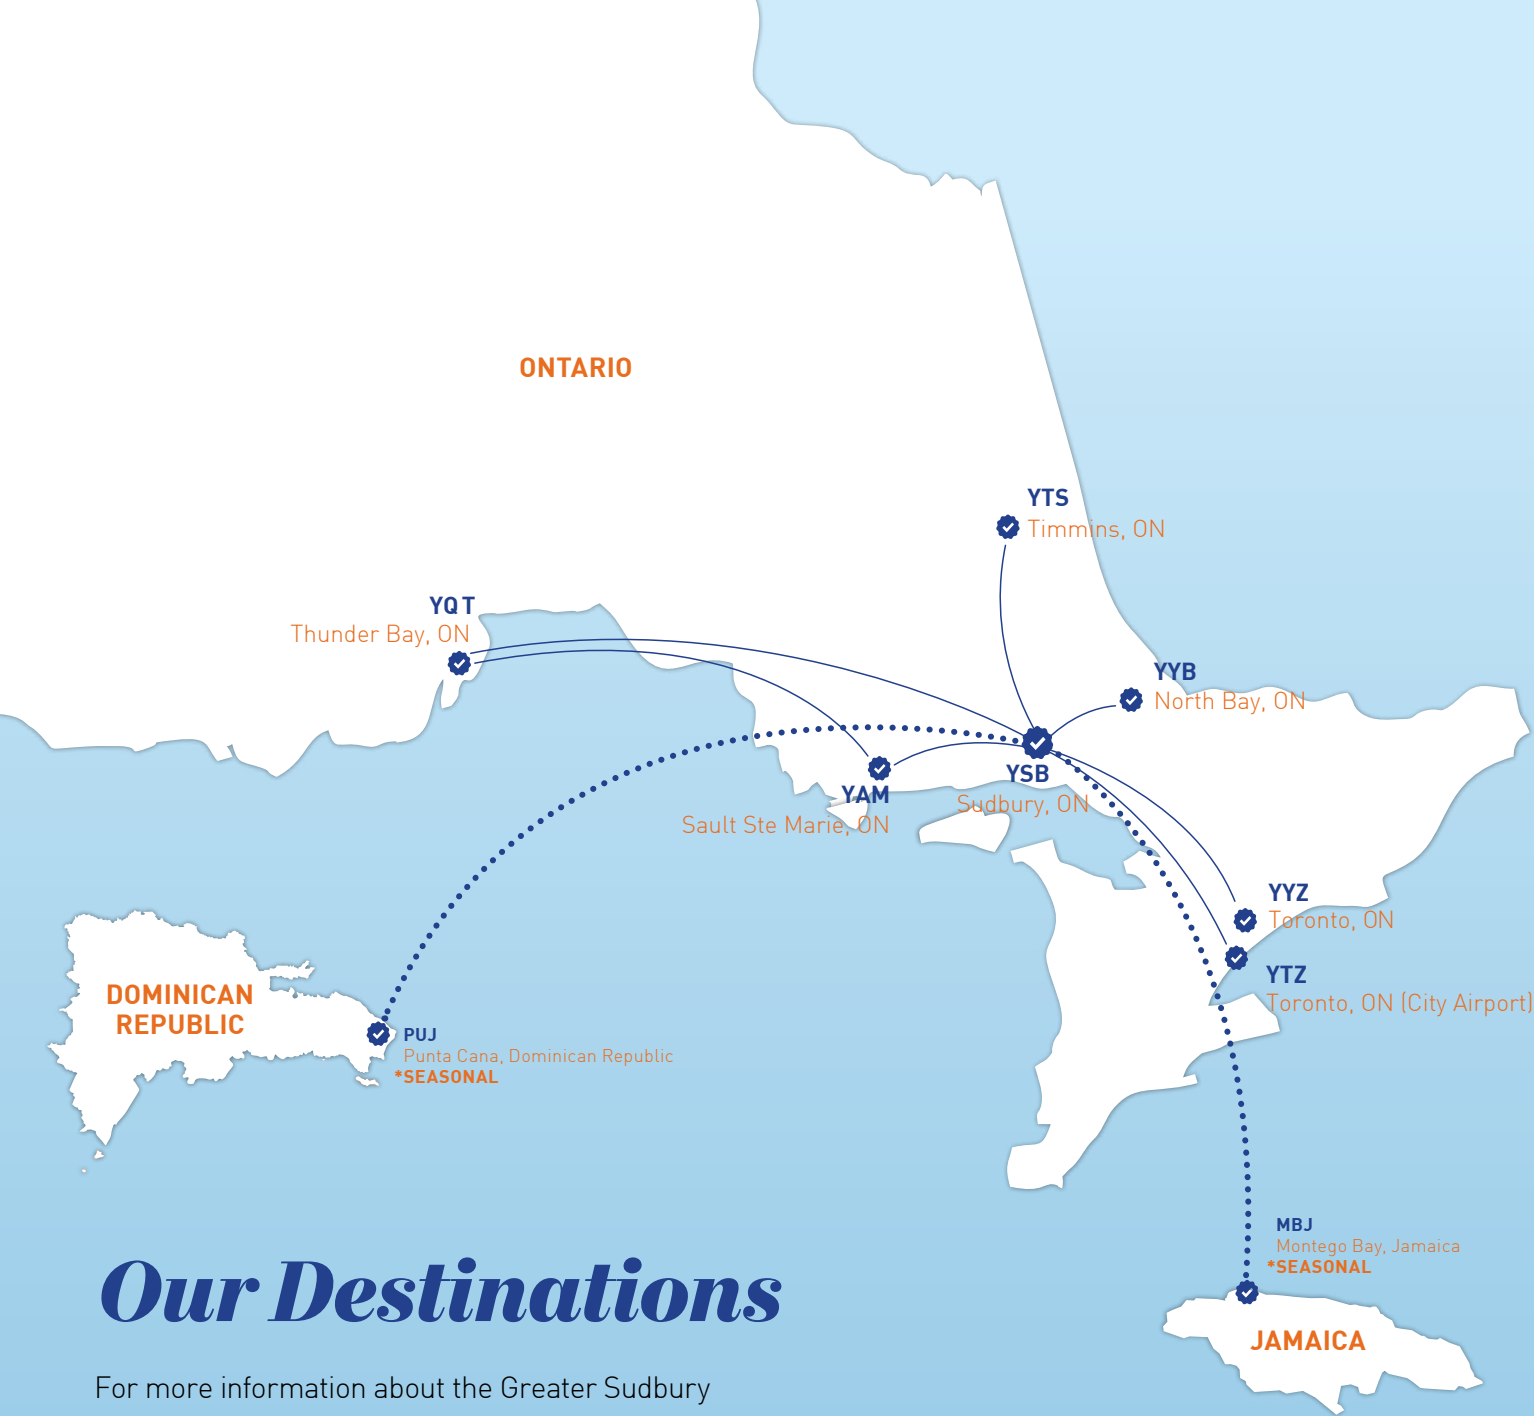 ONTARIO
YTS
Timmins, ON
YQT
Thunder Bay, ON
YYB
North Bay, ON
YSB
Sudbury, ON
YAM
Sault Ste Marie, ON
YYZ
Toronto, ON
YTZ
Toronto, ON (City Airport)
DOMINICAN
REPUBLIC
PUJ
Punta Cana, Dominican Republic
*SEASONAL
MBJ
Montego Bay, Jamaica
*SEASONAL
JAMAICA
Our Destinations
For more information about the Greater Sudbury